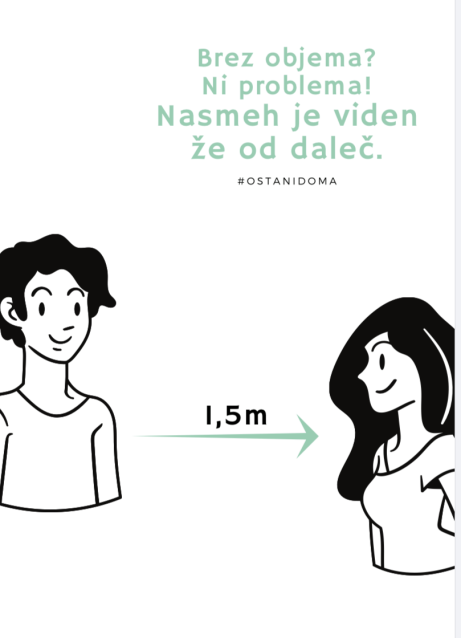 Brez objema?
Ni problema!
Nasmeh je viden
že od daleč.
#OSTANIDOMA
1,5m